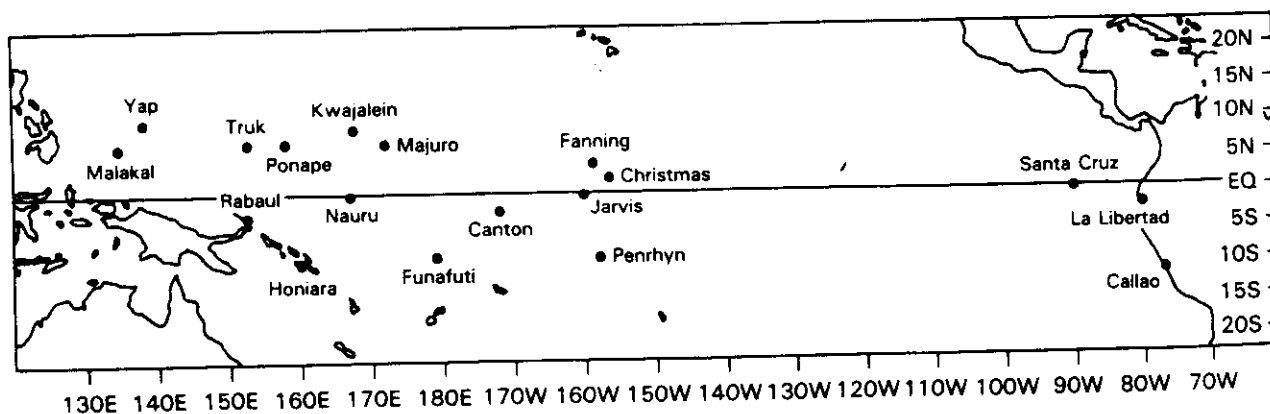 20N
15N
10N
5N
EQ
5S
10S
15S
20S
Yap
Malakal
Truk
Ponape
Kwajalein
Majuro
Fanning
Christmas
Santa Cruz
Rabaul
Nauru
Canton
Jarvis
La Libertad
Honiara
Funafuti
Penrhyn
Callao
130E 140E 150E 160E 170E 180E 170W 160W 150W 140W 130W 120W 110W 100W 90W 80W 70W